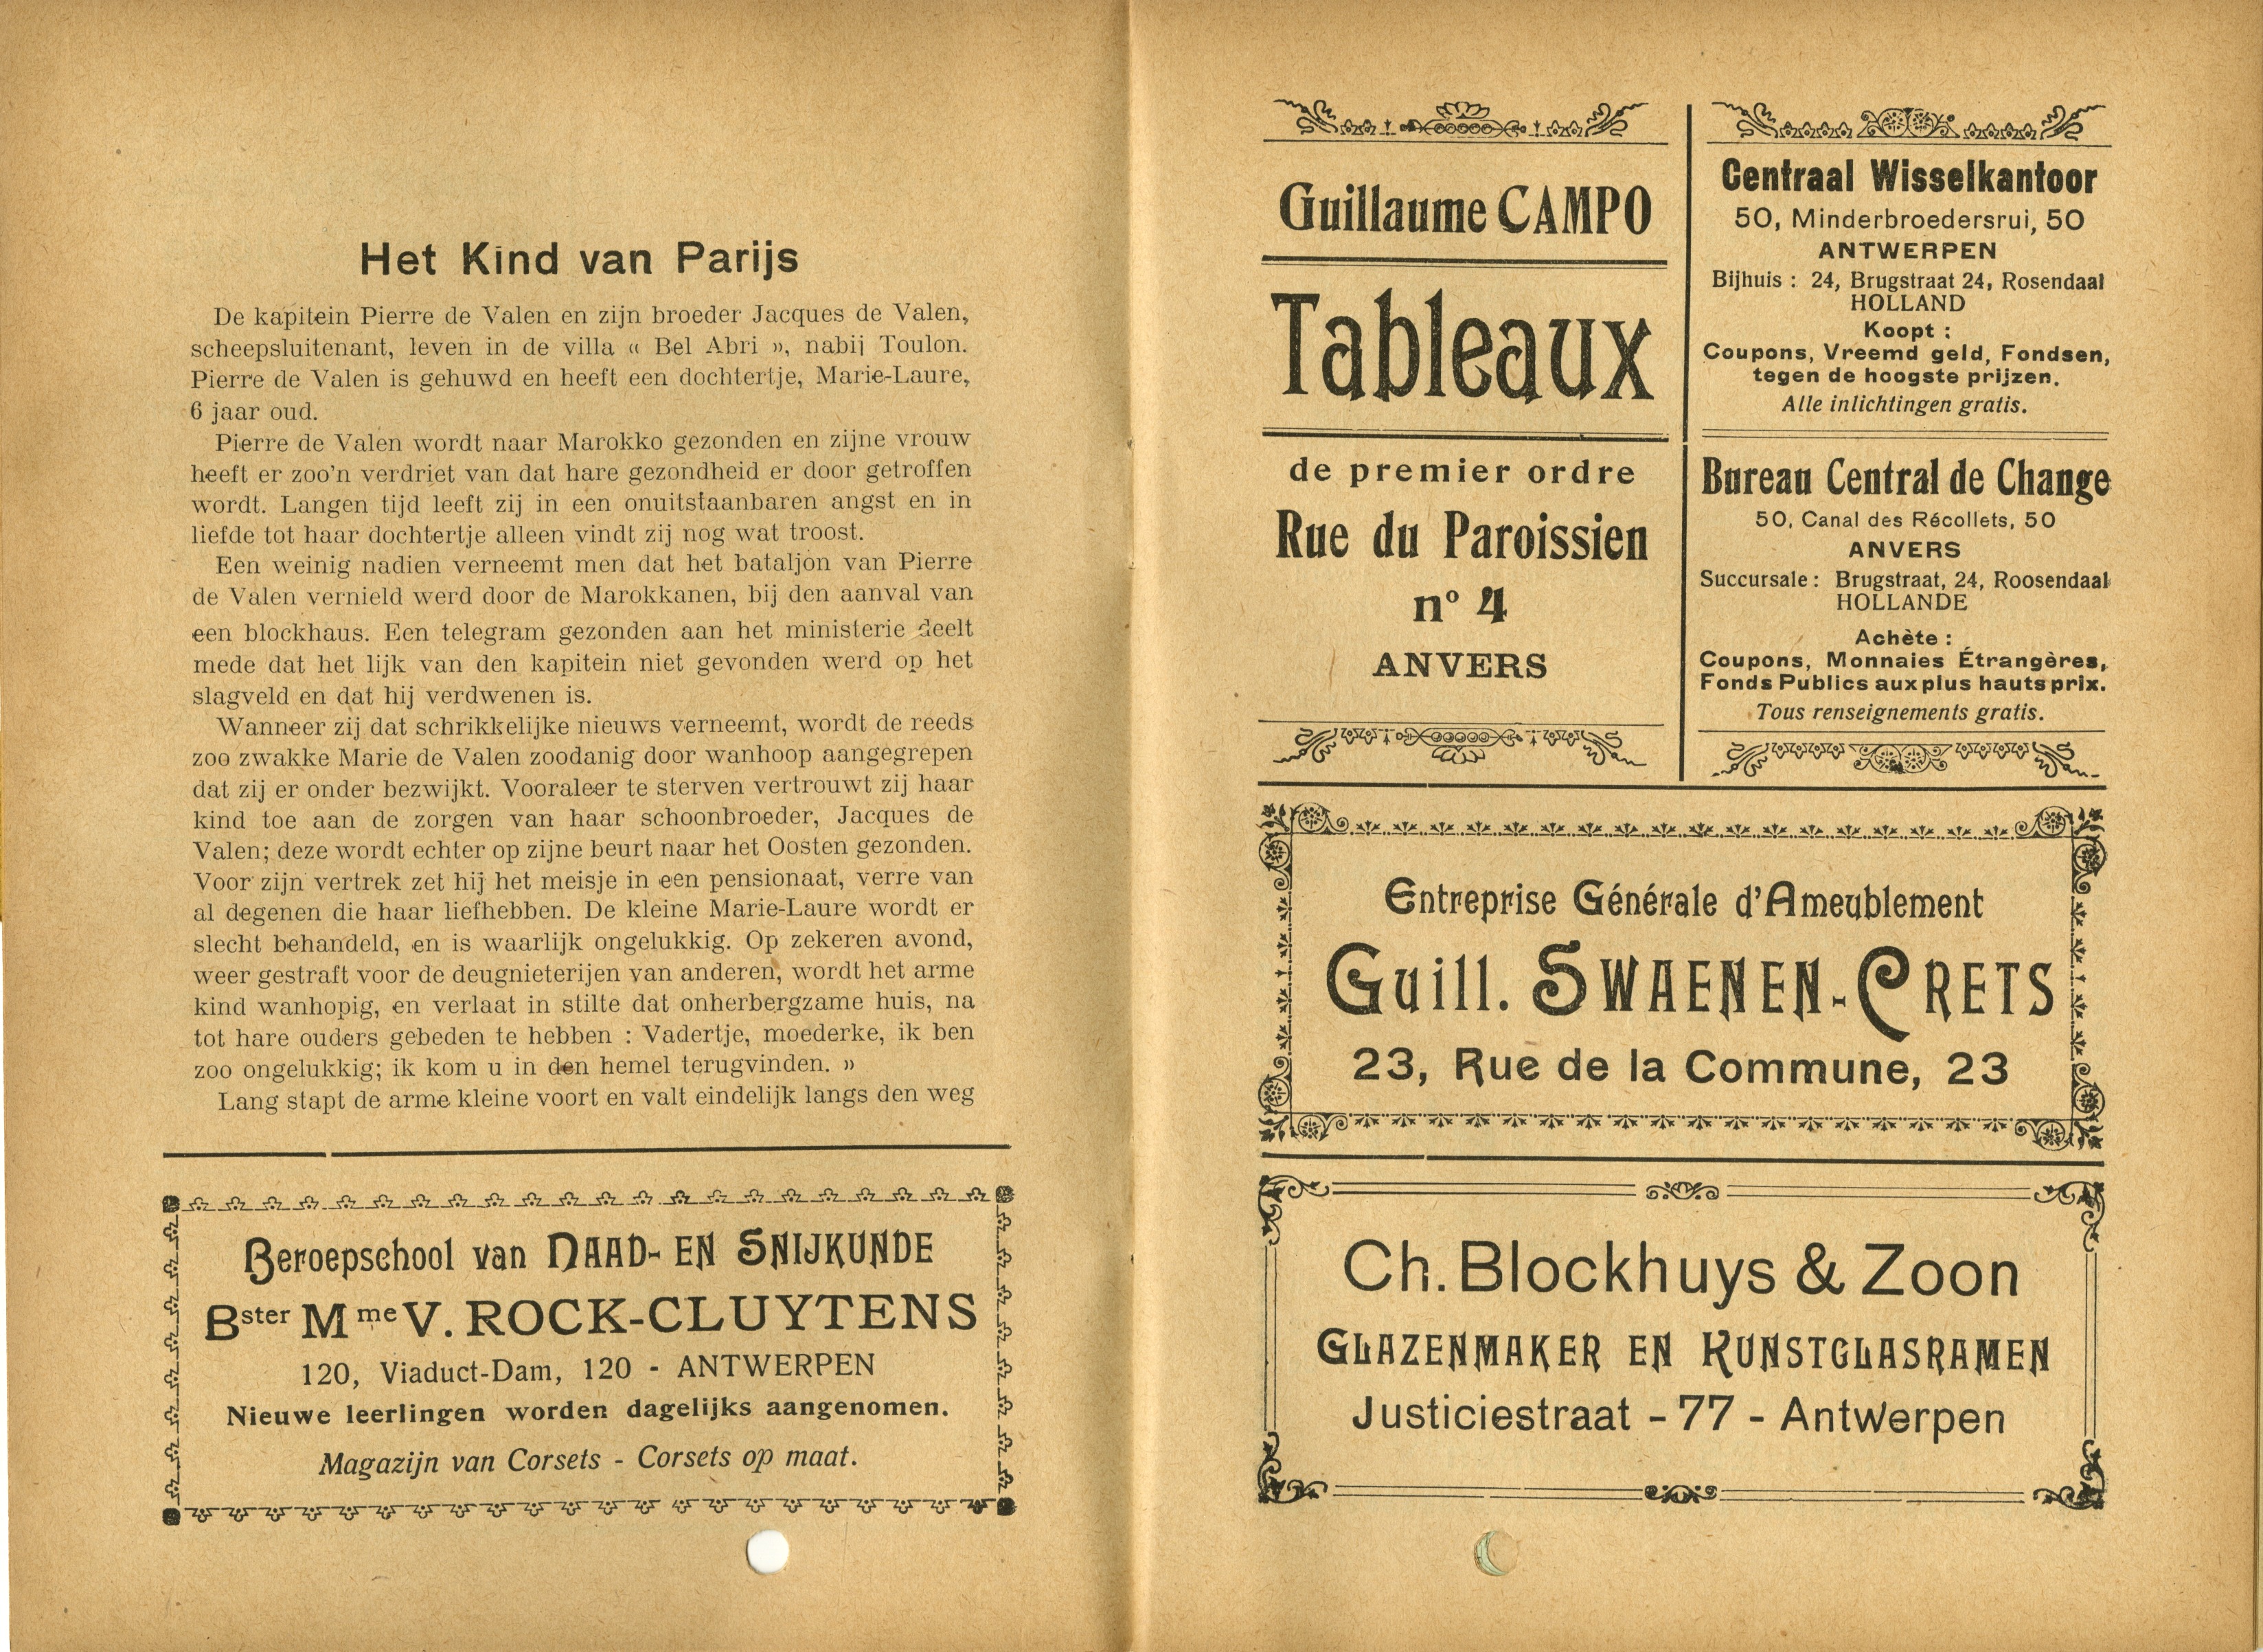 Het Kind van Parijs
De kapitein Pierre de Valen en zijn broeder Jacques de Valen,
scheepsluitenant, leven in de villa « Bel Abri », nabij Toulon.
Pierre de Valen is gehuwd en heeft een dochtertje, Marie-Laure,
6 jaar oud.
Pierre de Valen wordt naar Marokko gezonden en zijne vrouw
heeft er zoo'n verdriet van dat hare gezondheid er door getroffen
wordt. Langen tijd leeft zij in een onuitstaanbaren angst en in
liefde tot haar dochtertje alleen vindt zij nog wat troost.
Een weinig nadien verneemt men dat het bataljon van Pierre
de Valen vernield werd door de Marokkanen, bij den aanval van
een blockhaus. Een telegram gezonden aan het ministerie deelt
mede dat het lijk van den kapitein niet gevonden werd op het
slagveld en dat hij verdwenen is.
Wanneer zij dat schrikkelijke nieuws verneemt, wordt de reeds
zoo zwakke Marie de Valen zoodanig door wanhoop aangegrepen
dat zij er onder bezwijkt. Vooraleer te sterven vertrouwt zij haar
kind toe aan de zorgen van haar schoonbroeder, Jacques de
Valen; deze wordt echter op zijne beurt naar het Oosten gezonden.
Voor zijn vertrek zet hij het meisje in een pensionaat, verre van
al degenen die haar liefhebben. De kleine Marie-Laure wordt er
slecht behandeld, en is waarlijk ongelukkig. Op zekeren avond,
weer gestraft voor de deugnieterijen van anderen, wordt het arme
kind wanhopig, en verlaat in stilte dat onherbergzame huis, na
tot hare ouders gebeden te hebben : Vadertje, moederke, ik ben
zoo ongelukkig; ik kom u in den hemel terugvinden. »
Lang stapt de arme kleine voort en valt eindelijk langs den weg
Beroepschool van NAAD- EN SNIJKUNDE
Bster Mme V. ROCK-CLUYTENS
120, Viaduct-Dam, 120 - ANTWERPEN
Nieuwe leerlingen worden dagelijks aangenomen.
Magazijn van Corsets - Corsets op maat.
Guillaume CAMPO
Tableaux
de premier ordre
Rue du Paroissien
nº 4
ANVERS
Centraal Wisselkantoor
50, Minderbroedersrui, 50
ANTWERPEN
Bijhuis : 24, Brugstraat 24, Rosendaal
HOLLAND
Koopt :
Coupons, Vreemd geld, Fondsen,
tegen de hoogste prijzen.
Alle inlichtingen gratis.
Bureau Central de Change
50, Canal des Récollets, 50
ANVERS
Succursale : Brugstraat, 24, Roosendaal
HOLLANDE
Achète :
Coupons, Monnaies Étrangères,
Fonds Publics aux plus hauts prix.
Tous renseignements gratis.
Entreprise Générale d'Ameublement
Guill. SWAENEN-CRETS
23, Rue de la Commune, 23
Ch. Blockhuys & Zoon
GLAZENMAKER EN KUNSTGLASRAMEN
Justiciestraat - 77 - Antwerpen